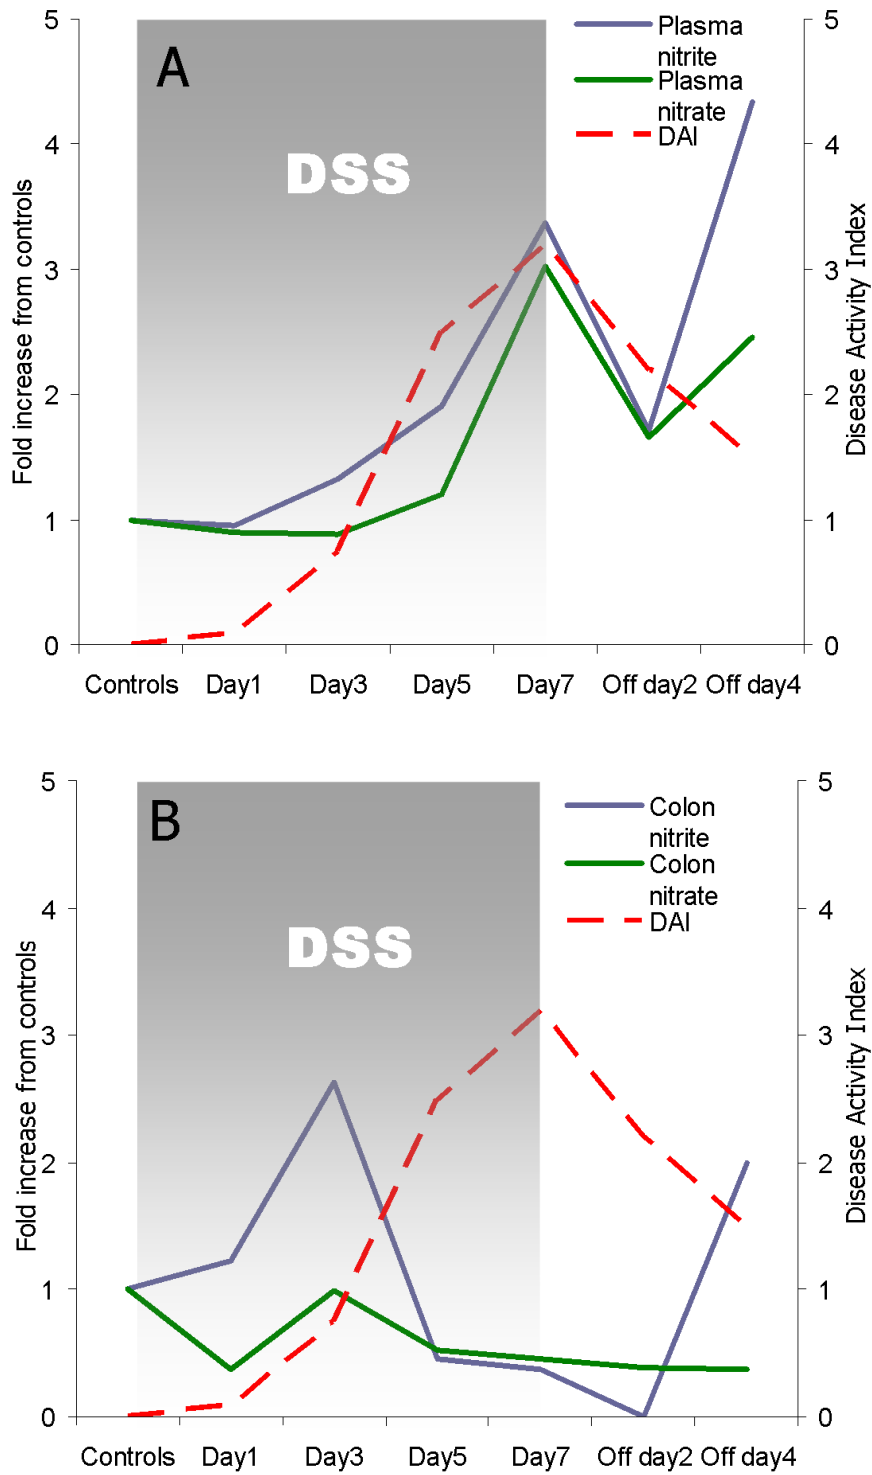 5
4
3
2
1
0
Fold increase from controls
A
DSS
Plasma
nitrite
Plasma
nitrate
DAI
5
4
3
2
1
0
Disease Activity Index
Controls Day1 Day3 Day5 Day7 Off day2 Off day4
5
4
3
2
1
0
Fold increase from controls
B
DSS
Colon
nitrite
Colon
nitrate
DAI
5
4
3
2
1
0
Disease Activity Index
Controls Day1 Day3 Day5 Day7 Off day2 Off day4